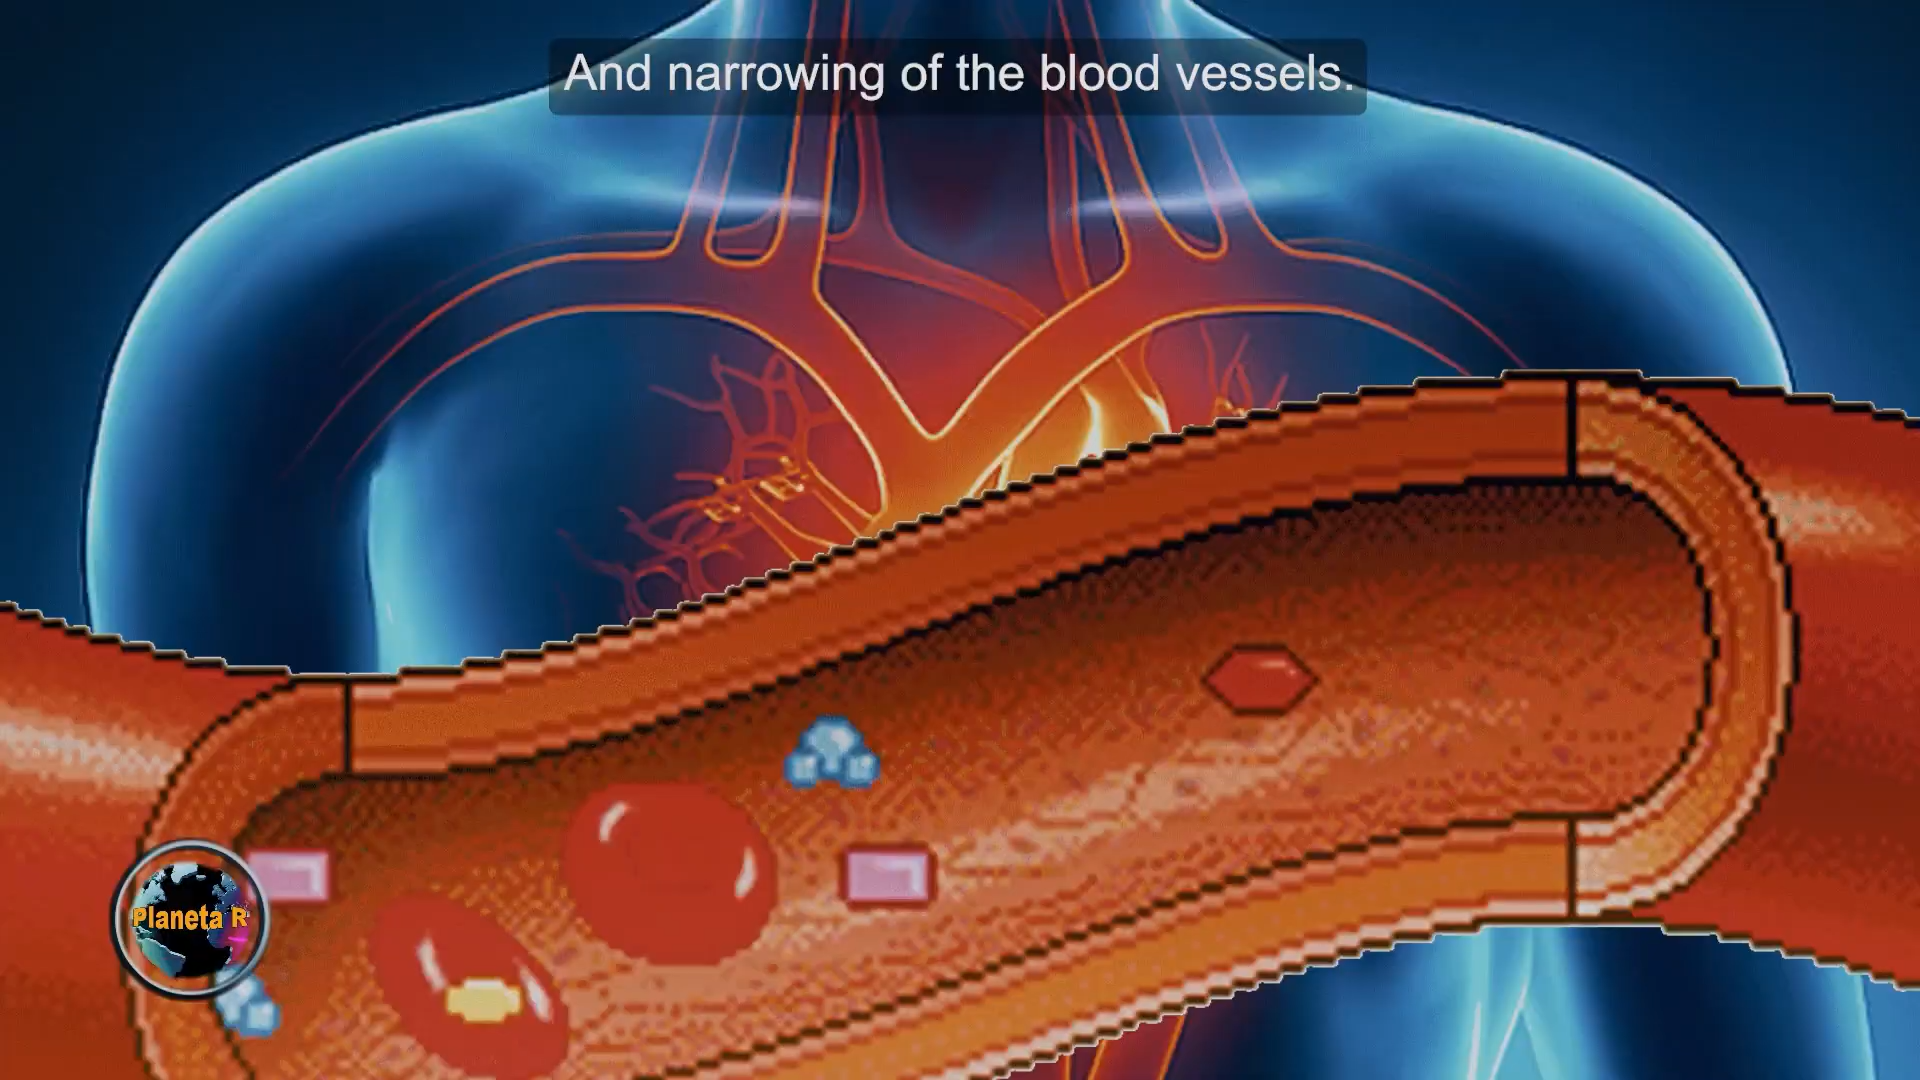 And narrowing of the blood vessels.
Planeta R